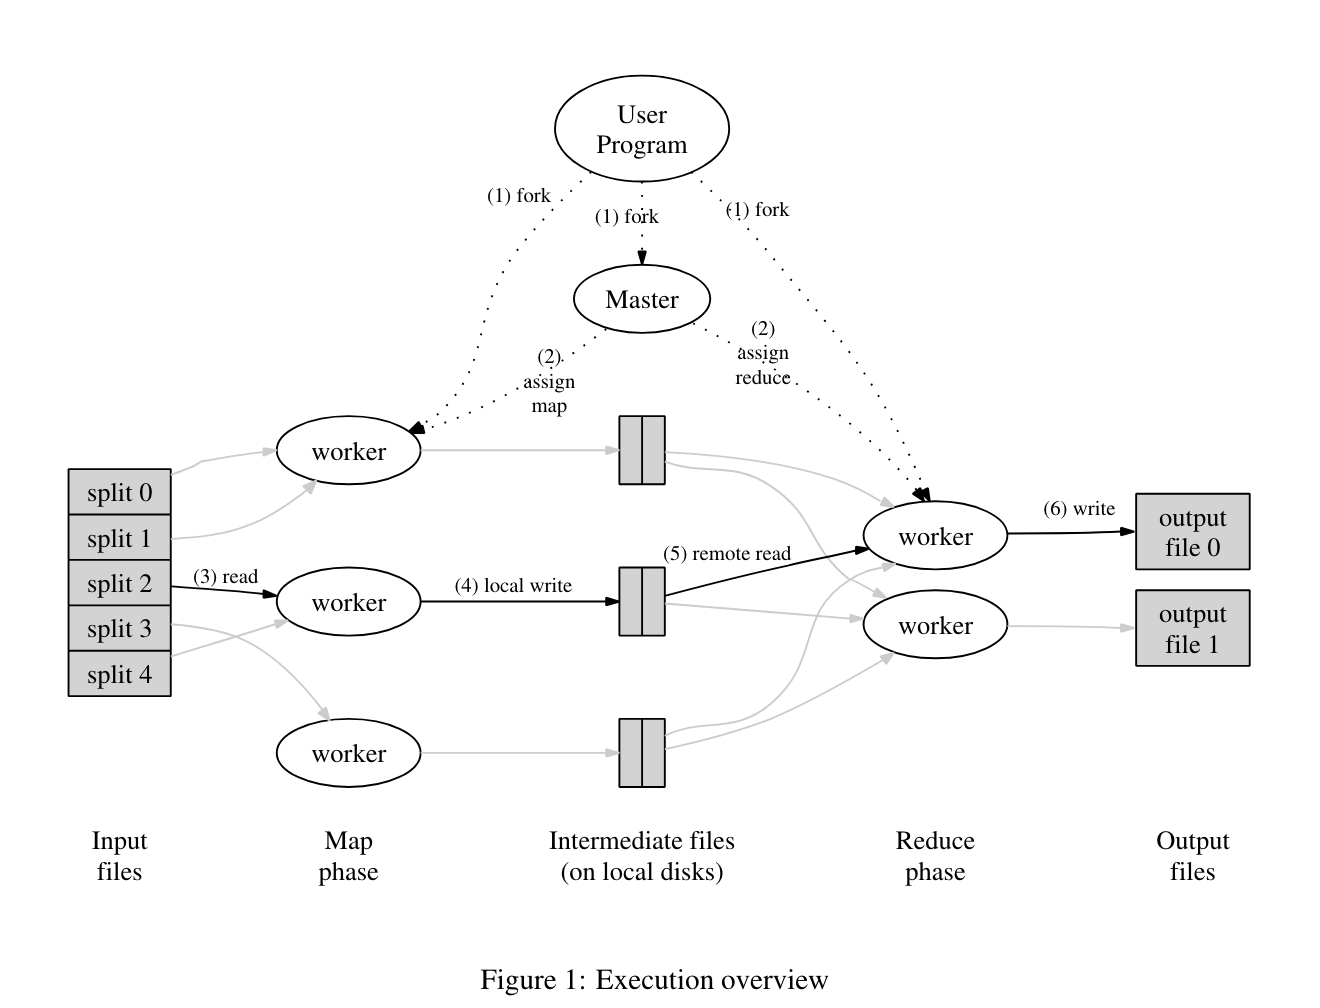 User
Program
(1) fork
(1) fork
(1) fork
Master
(2)
assign
map
(2)
assign
reduce
worker
split 0
split 1
split 2
split 3
split 4
(3) read
worker
(4) local write
worker
(5) remote read
worker
worker
(6) write
output
file 0
output
file 1
Input
files
Map
phase
Intermediate files
(on local disks)
Reduce
phase
Output
files
Figure 1: Execution overview